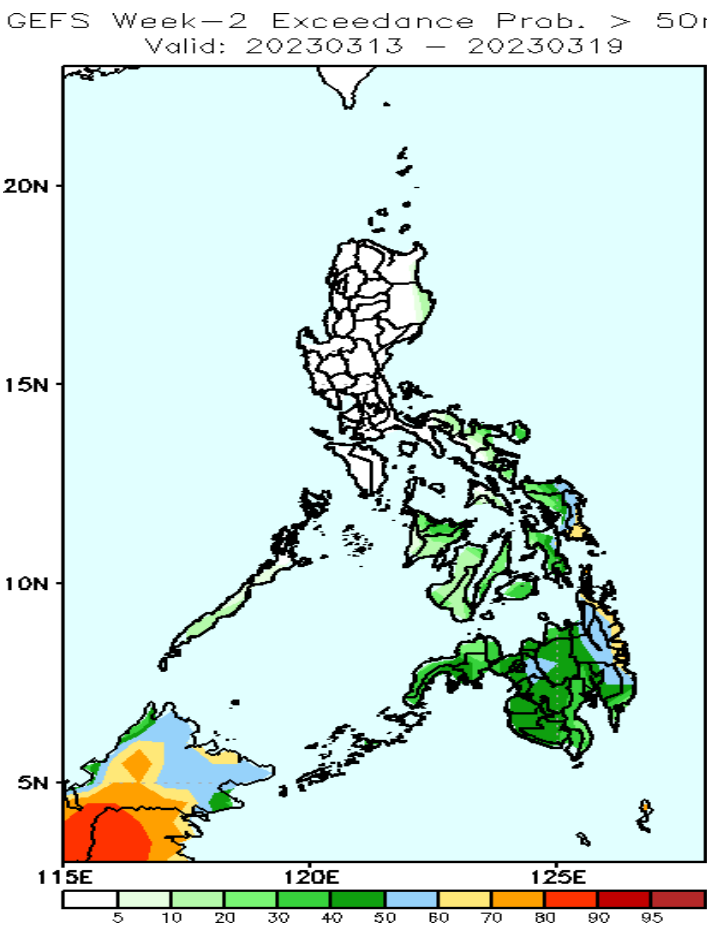 GEFS Week-2 Exceedance Prob. > 50
Valid: 20230313 - 20230319
20N
15N
10N
5N
115E 120E 125E
5 10 20 30 40 50 60 70 80 90 95